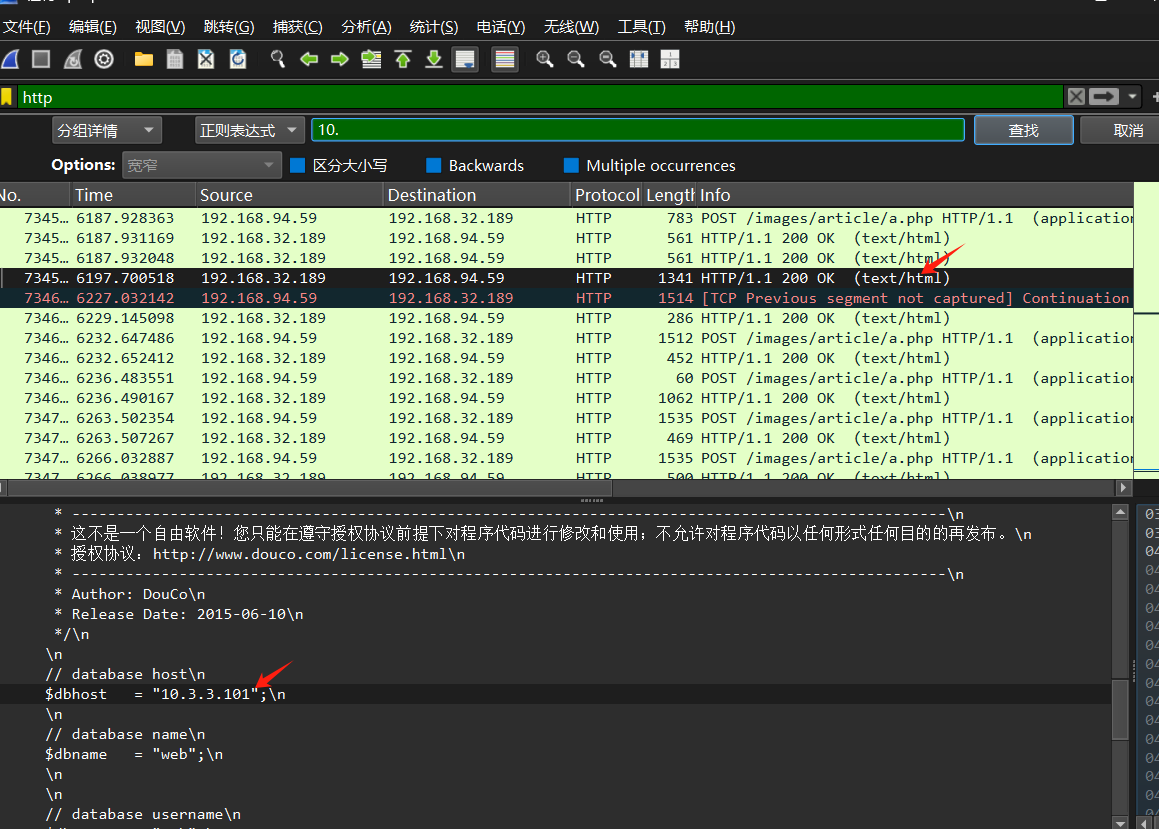 文件(F) 编辑(E) 视图(V) 跳转(G) 捕获(C) 分析(A) 统计(S) 电话(Y) 无线(W) 工具(T) 帮助(H)
http
分组详情 正则表达式 10. 查找 取消
Options: 宽窄 区分大小写 Backwards Multiple occurrences
No. Time Source Destination Protocol Length Info
7345… 6187.928363 192.168.94.59 192.168.32.189 HTTP 783 POST /images/article/a.php HTTP/1.1 (application
7345… 6187.931169 192.168.32.189 192.168.94.59 HTTP 561 HTTP/1.1 200 OK (text/html)
7345… 6187.932048 192.168.32.189 192.168.94.59 HTTP 561 HTTP/1.1 200 OK (text/html)
7345… 6197.700518 192.168.32.189 192.168.94.59 HTTP 1341 HTTP/1.1 200 OK (text/html)
7346… 6227.032142 192.168.94.59 192.168.32.189 HTTP 1514 [TCP Previous segment not captured] Continuation
7346… 6229.145098 192.168.32.189 192.168.94.59 HTTP 286 HTTP/1.1 200 OK (text/html)
7346… 6232.647486 192.168.94.59 192.168.32.189 HTTP 1512 POST /images/article/a.php HTTP/1.1 (application
7346… 6232.652412 192.168.32.189 192.168.94.59 HTTP 452 HTTP/1.1 200 OK (text/html)
7346… 6236.483551 192.168.94.59 192.168.32.189 HTTP 60 POST /images/article/a.php HTTP/1.1 (application
7346… 6236.490167 192.168.32.189 192.168.94.59 HTTP 1062 HTTP/1.1 200 OK (text/html)
7347… 6263.502354 192.168.94.59 192.168.32.189 HTTP 1535 POST /images/article/a.php HTTP/1.1 (application
7347… 6263.507267 192.168.32.189 192.168.94.59 HTTP 469 HTTP/1.1 200 OK (text/html)
7347… 6266.032887 192.168.94.59 192.168.32.189 HTTP 1535 POST /images/article/a.php HTTP/1.1 (application
7347… 6266.038977 192.168.32.189 192.168.94.59 HTTP 500 HTTP/1.1 200 OK (text/html)
* --------------------------------------------------------------------------------------------------\n
* 这不是一个自由软件！您只能在遵守授权协议前提下对程序代码进行修改和使用；不允许对程序代码以任何形式任何目的的再发布。\n
* 授权协议：http://www.douco.com/license.html\n
* --------------------------------------------------------------------------------------------------\n
* Author: DouCo\n
* Release Date: 2015-06-10\n
*/\n
\n
// database host\n
$dbhost   = "10.3.3.101";\n
\n
// database name\n
$dbname   = "web";\n
\n
\n
// database username\n